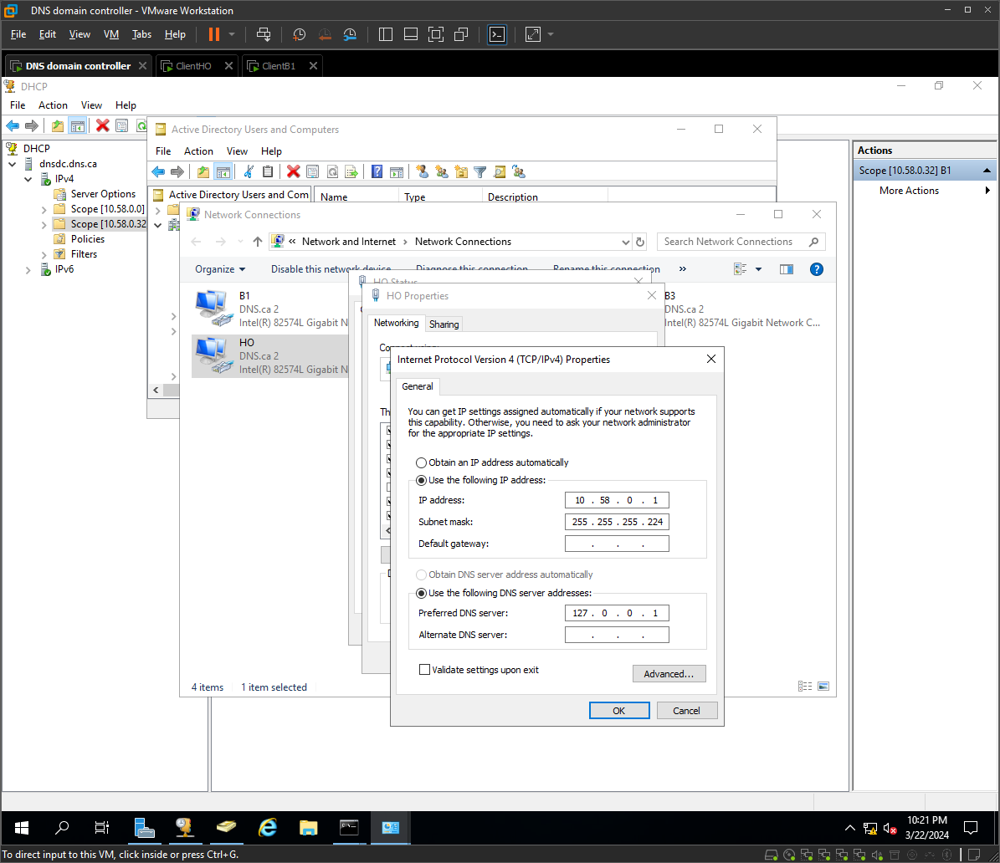 DNS domain controller - VMware Workstation
File Edit View VM Tabs Help
DNS domain controller ClientHO ClientB1
DHCP
File Action View Help
Active Directory Users and Computers
File Action View Help
DHCP
dnsdc.dns.ca
IPv4
Server Options
Scope [10.58.0.0]
Scope [10.58.0.32
Policies
Filters
IPv6
Active Directory Users and Com
Name Type Description
Actions
Scope [10.58.0.32] B1
More Actions
Network Connections
Network and Internet Network Connections
Search Network Connections
Organize Disable this network device Diagnose this connection Rename this connection
B1
DNS.ca 2
Intel(R) 82574L Gigabit N
HO
DNS.ca 2
Intel(R) 82574L Gigabit N
B3
DNS.ca 2
Intel(R) 82574L Gigabit Network C...
HO Status
HO Properties
Networking Sharing
Internet Protocol Version 4 (TCP/IPv4) Properties
General
You can get IP settings assigned automatically if your network supports
this capability. Otherwise, you need to ask your network administrator
for the appropriate IP settings.
Obtain an IP address automatically
Use the following IP address:
IP address: 10 . 58 . 0 . 1
Subnet mask: 255 . 255 . 255 . 224
Default gateway: . . .
Obtain DNS server address automatically
Use the following DNS server addresses:
Preferred DNS server: 127 . 0 . 0 . 1
Alternate DNS server: . . .
Validate settings upon exit
Advanced...
OK Cancel
4 items 1 item selected
10:21 PM
3/22/2024
To direct input to this VM, click inside or press Ctrl+G.